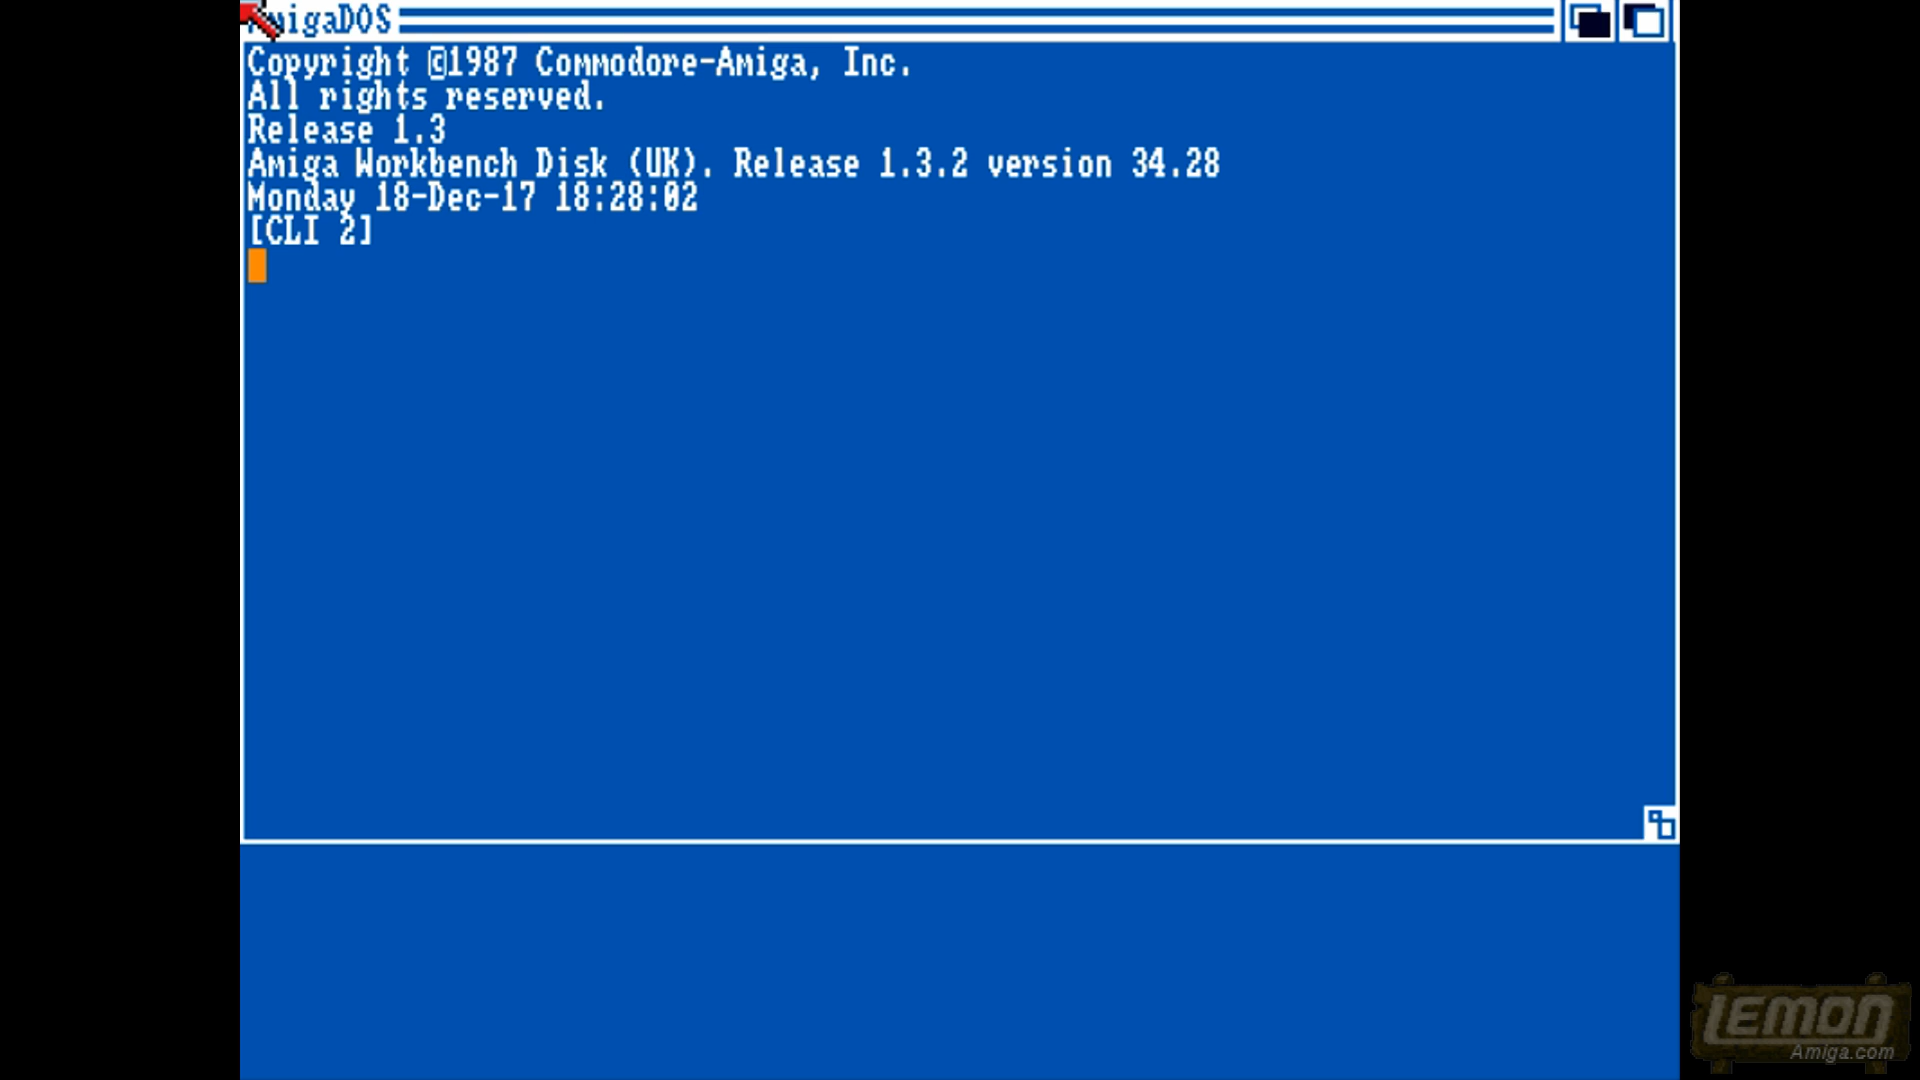 AmigaDOS
Copyright ©1987 Commodore-Amiga, Inc.
All rights reserved.
Release 1.3
Amiga Workbench Disk (UK). Release 1.3.2 version 34.28
Monday 18-Dec-17 18:28:02
[CLI 2]
LEMON
Amiga.com